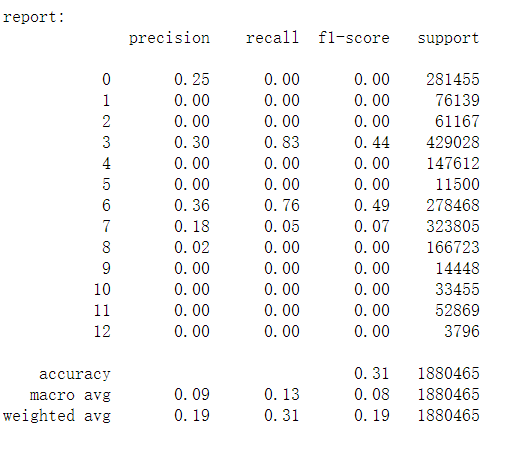 report:
precision recall f1-score support
0 0.25 0.00 0.00 281455
1 0.00 0.00 0.00 76139
2 0.00 0.00 0.00 61167
3 0.30 0.83 0.44 429028
4 0.00 0.00 0.00 147612
5 0.00 0.00 0.00 11500
6 0.36 0.76 0.49 278468
7 0.18 0.05 0.07 323805
8 0.02 0.00 0.00 166723
9 0.00 0.00 0.00 14448
10 0.00 0.00 0.00 33455
11 0.00 0.00 0.00 52869
12 0.00 0.00 0.00 3796
accuracy 0.31 1880465
macro avg 0.09 0.13 0.08 1880465
weighted avg 0.19 0.31 0.19 1880465